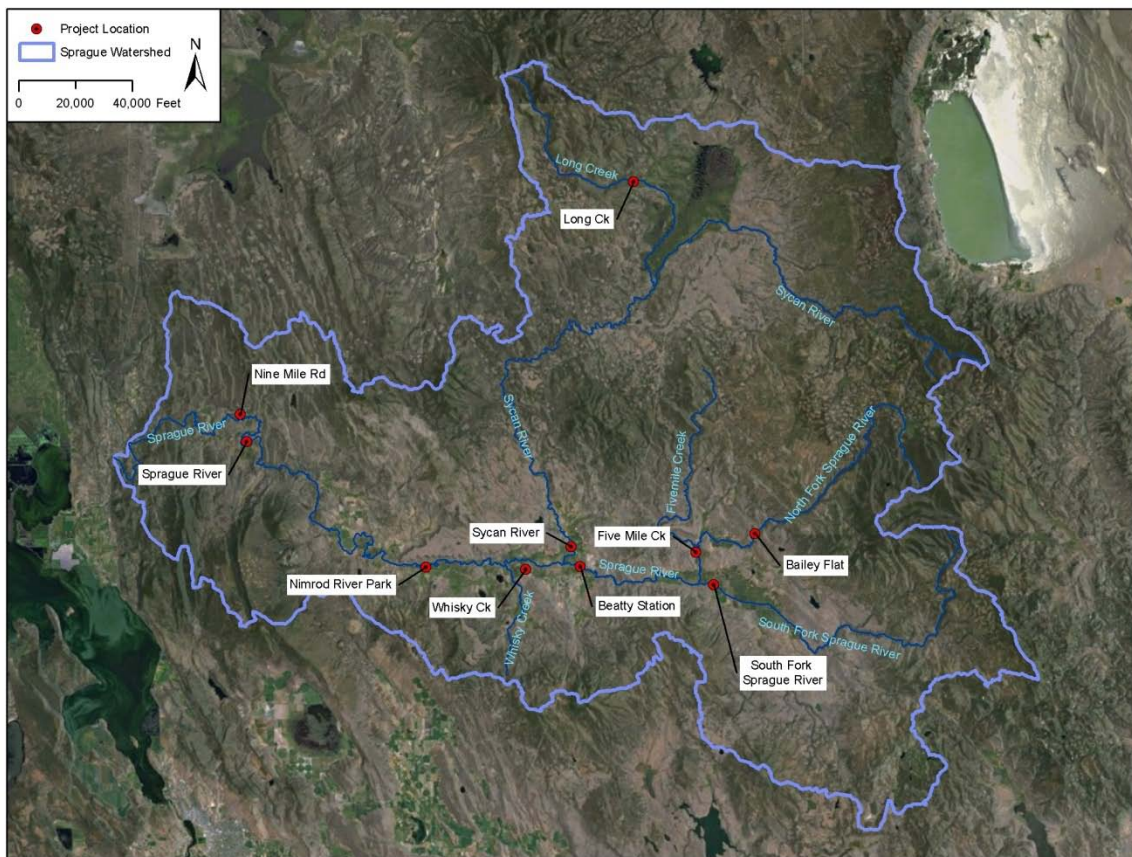 Project Location
Sprague Watershed
N
0 20,000 40,000 Feet
Long Creek
Long Ck
Sycan River
Nine Mile Rd
Sprague River
Sprague River
Sycan River
Fivemile Creek
North Fork Sprague River
Sycan River
Five Mile Ck
Bailey Flat
Nimrod River Park
Sprague River
Whisky Ck
Beatty Station
Whisky Creek
South Fork Sprague River
South Fork
Sprague River